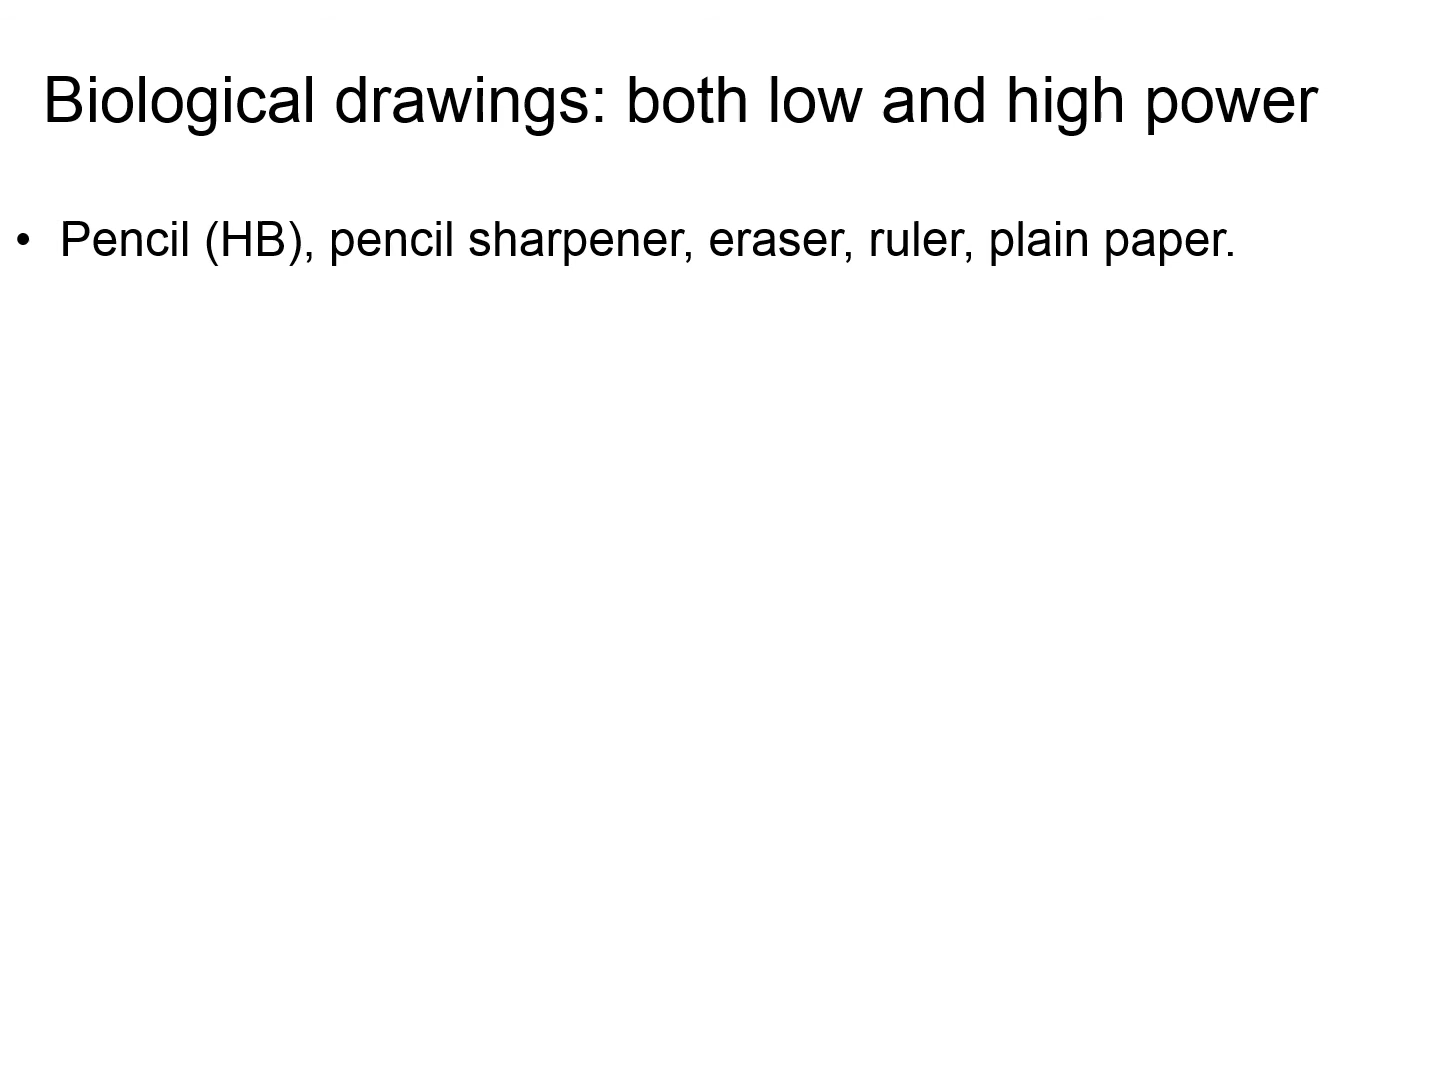 Biological drawings: both low and high power
• Pencil (HB), pencil sharpener, eraser, ruler, plain paper.